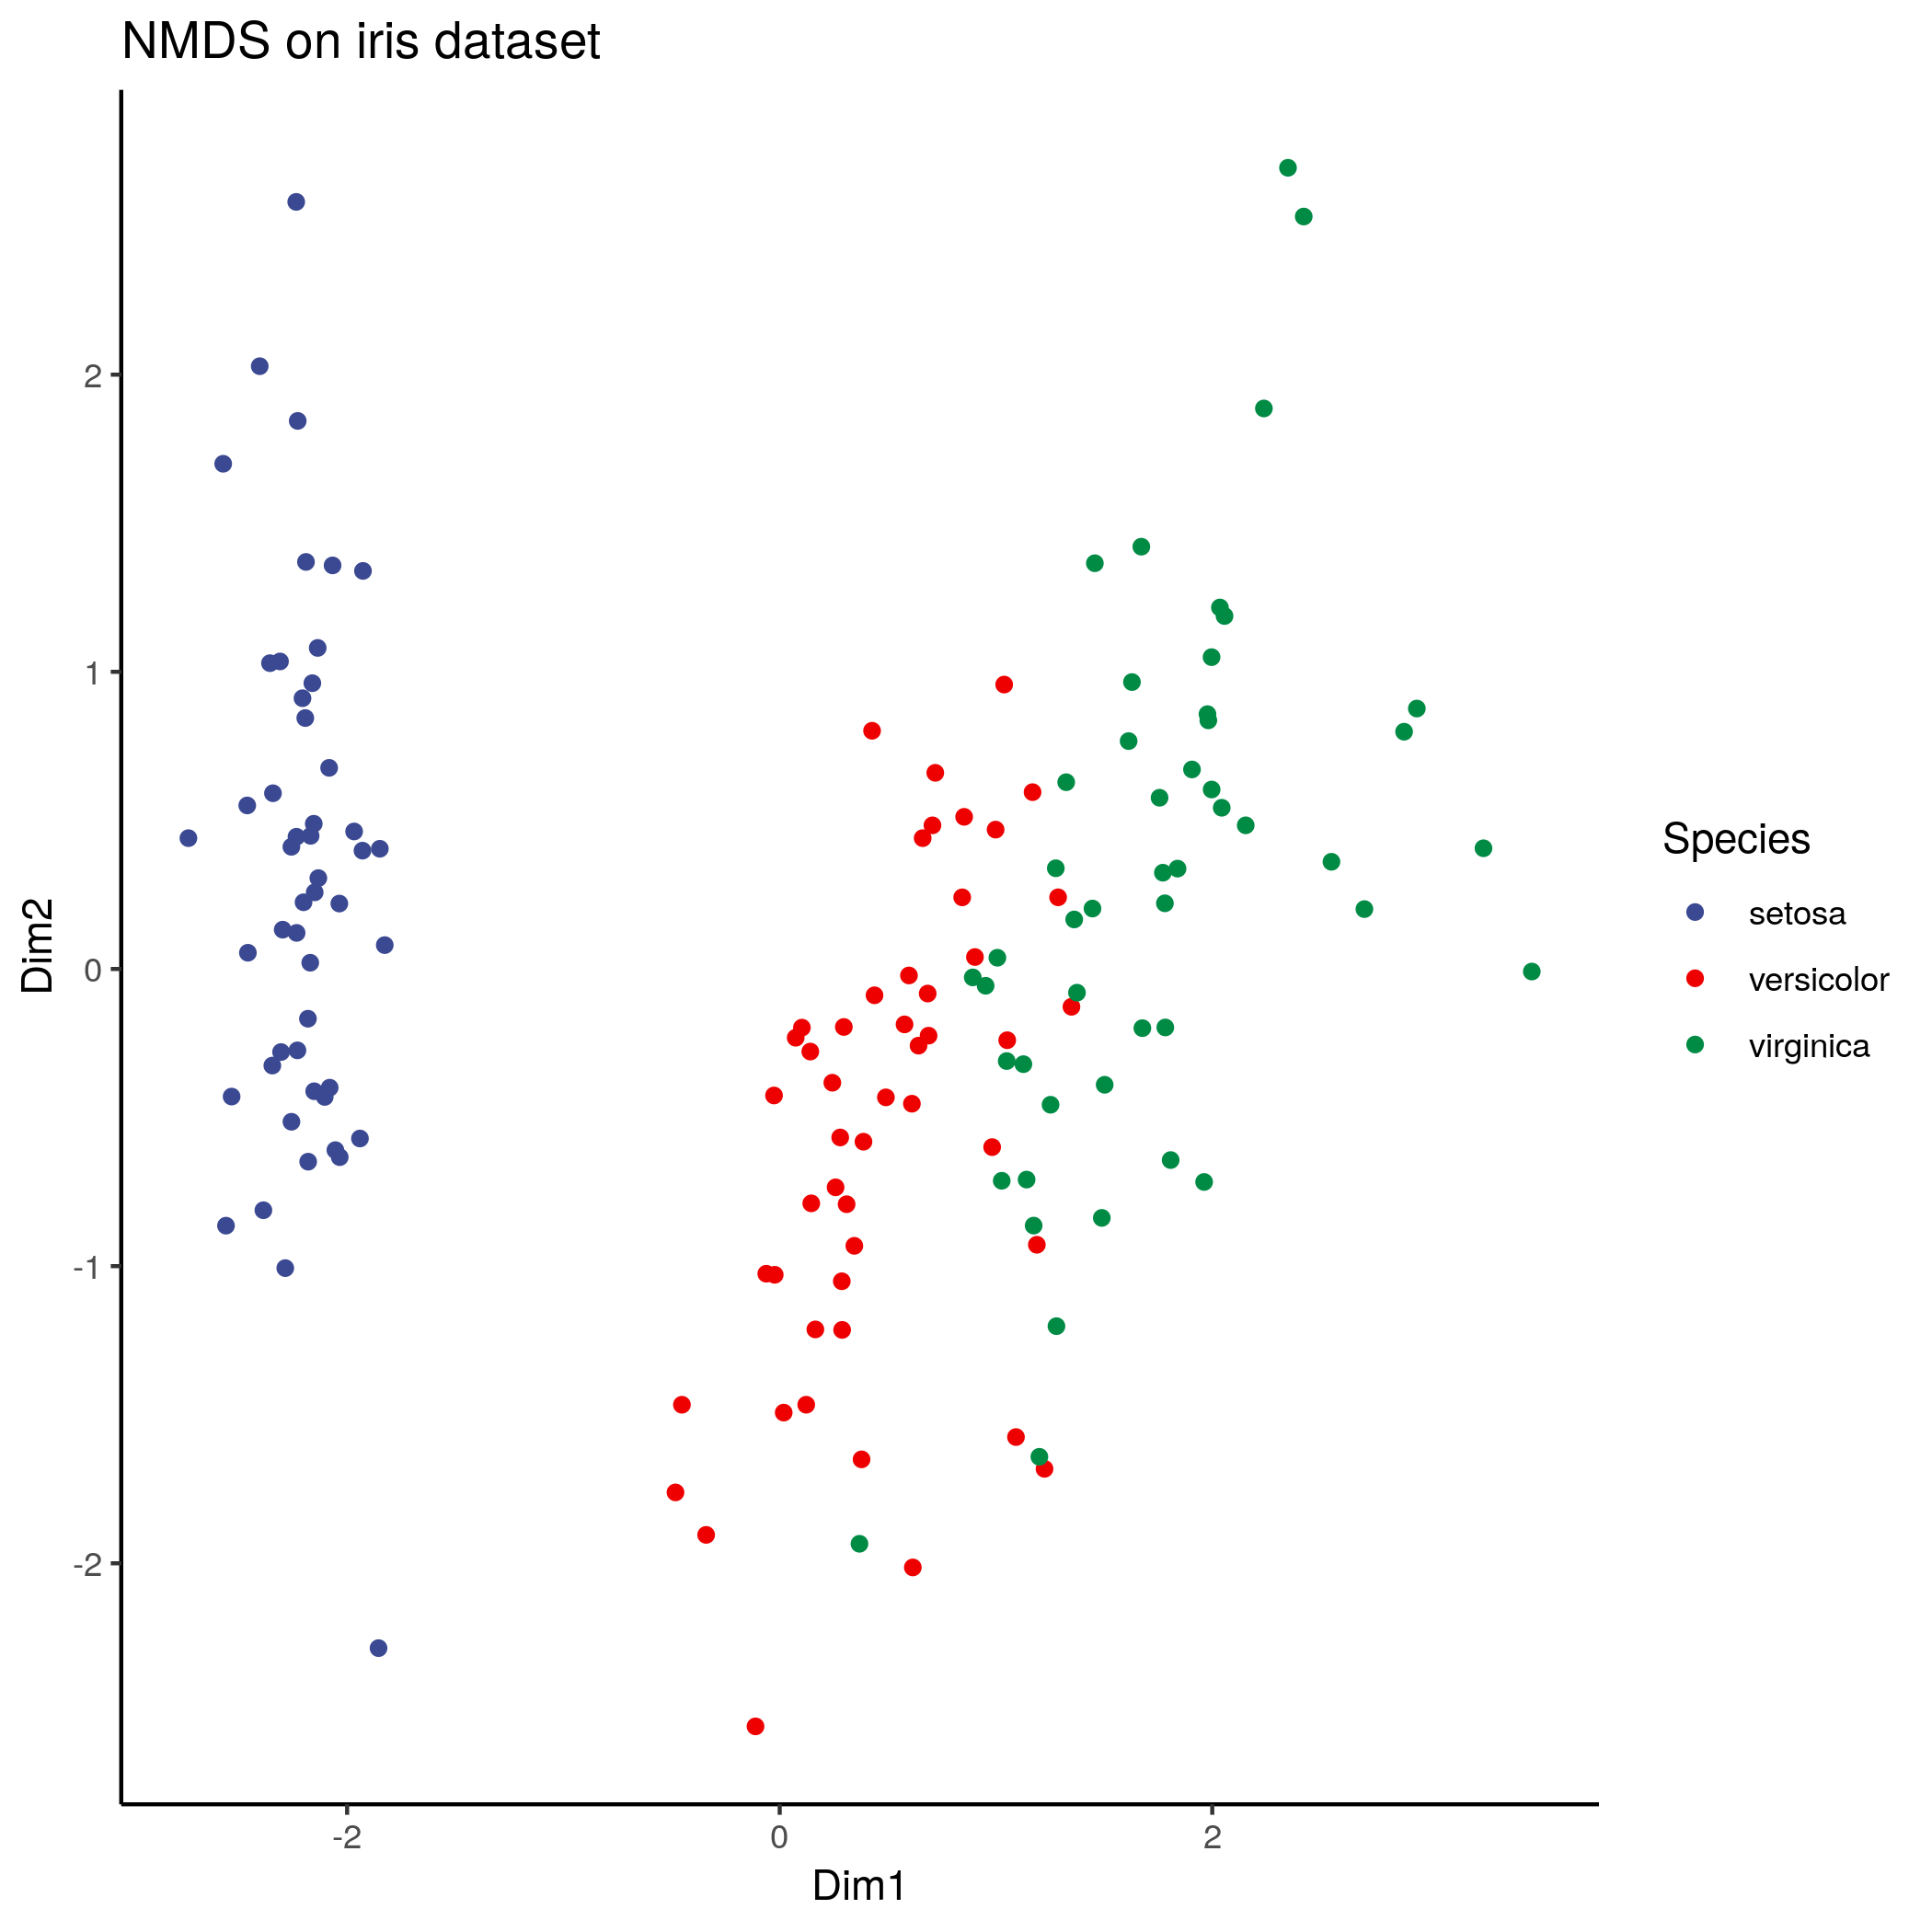 NMDS on iris dataset
2
1
0
-1
-2
Dim2
-2 0 2
Dim1
Species
setosa
versicolor
virginica